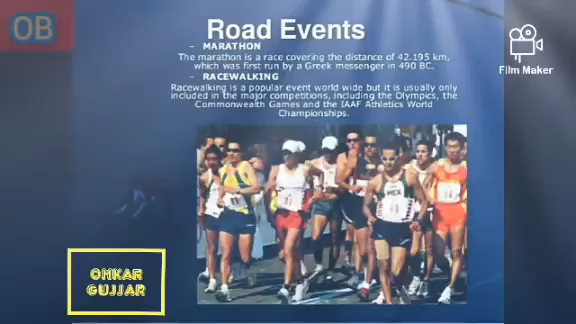 OB
Road Events
– MARATHON
The marathon is a race covering the distance of 42.195 km,
which was first run by a Greek messenger in 490 BC.
– RACEWALKING
Racewalking is a popular event world wide but it is usually only
included in the major competitions, including the Olympics, the
Commonwealth Games and the IAAF Athletics World
Championships.
Film Maker
MEX
OMKAR
GUJJAR